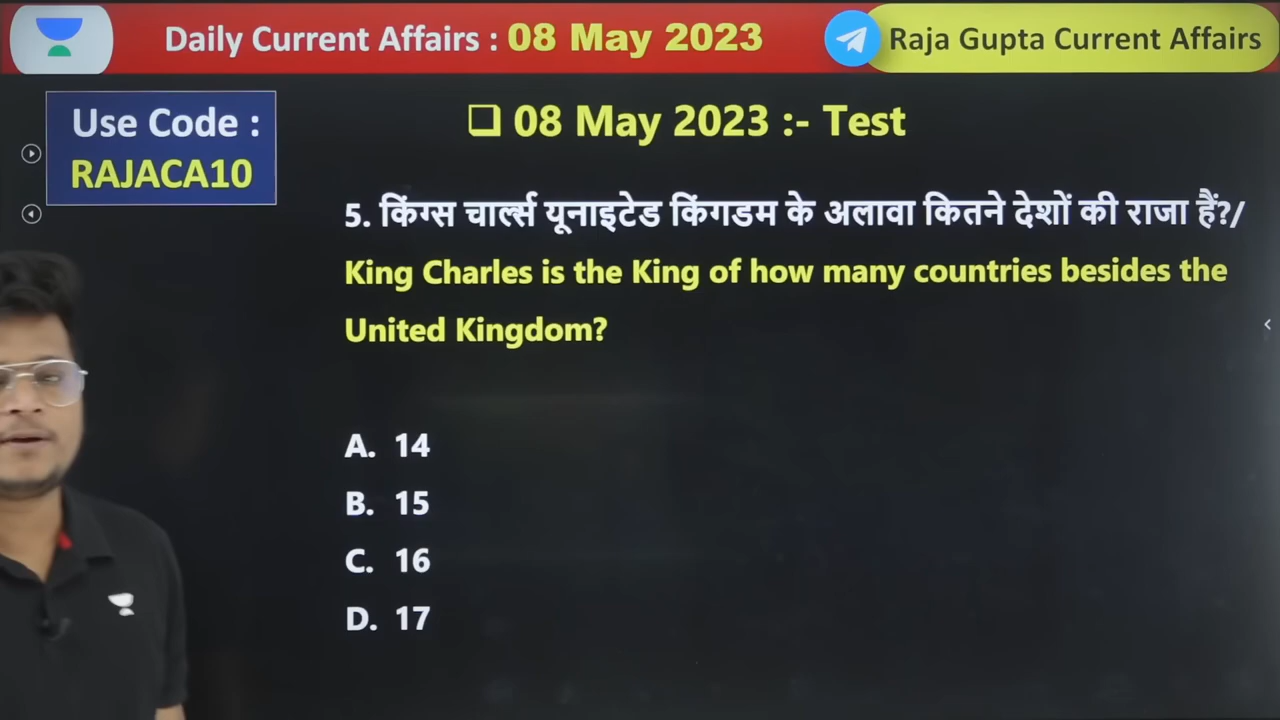 Daily Current Affairs : 08 May 2023
Raja Gupta Current Affairs
Use Code :
RAJACA10
❑ 08 May 2023 :- Test
5. किंग्स चार्ल्स यूनाइटेड किंगडम के अलावा कितने देशों की राजा हैं?/
King Charles is the King of how many countries besides the
United Kingdom?
A. 14
B. 15
C. 16
D. 17